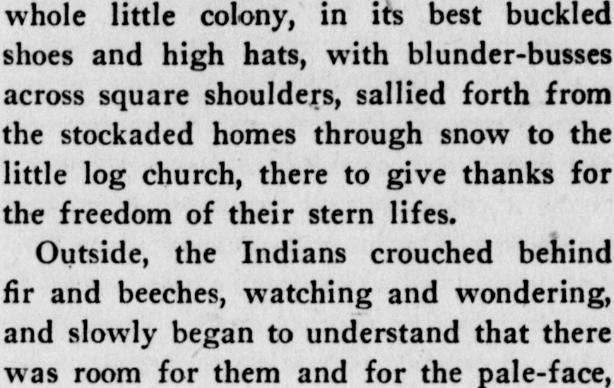 whole little colony, in its best buckled
shoes and high hats, with blunder-busses
across square shoulders, sallied forth from
the stockaded homes through snow to the
little log church, there to give thanks for
the freedom of their stern lifes.
Outside, the Indians crouched behind
fir and beeches, watching and wondering,
and slowly began to understand that there
was room for them and for the pale-face.